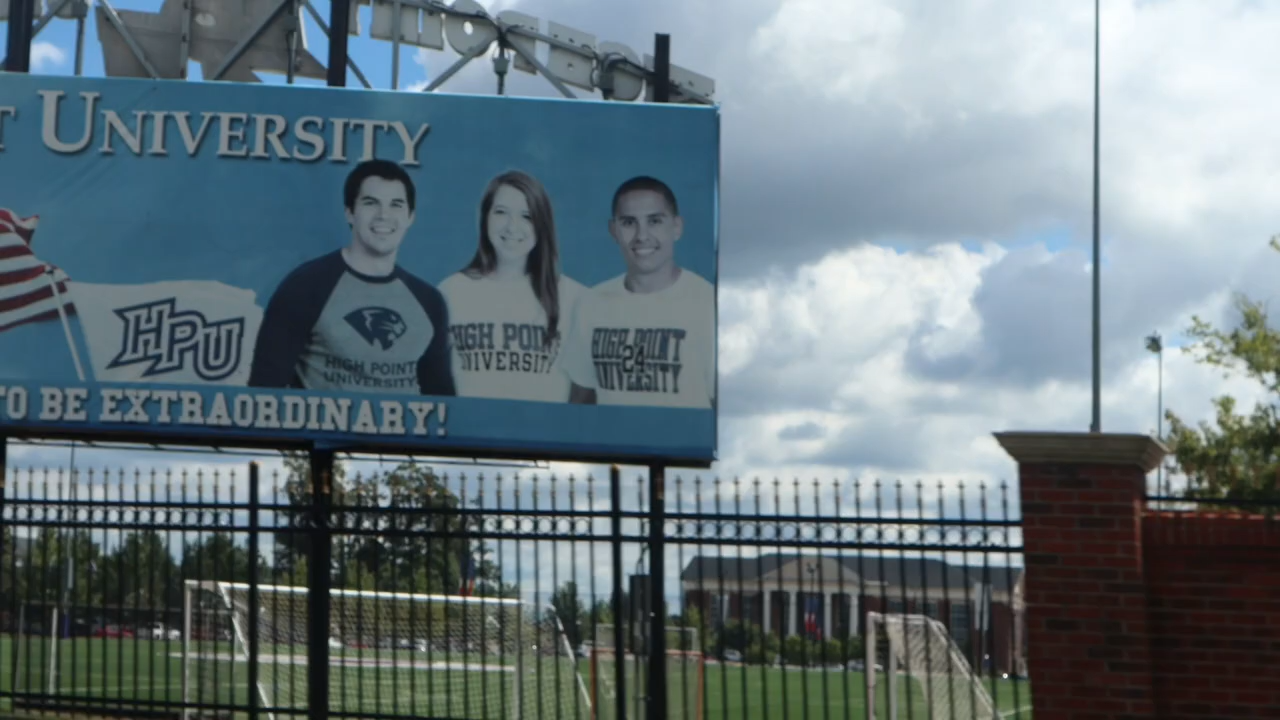 UNIVERSITY
HPU
HIGH POINT
UNIVERSITY
HIGH POINT
UNIVERSITY
HIGH POINT
24
UNIVERSITY
TO BE EXTRAORDINARY!